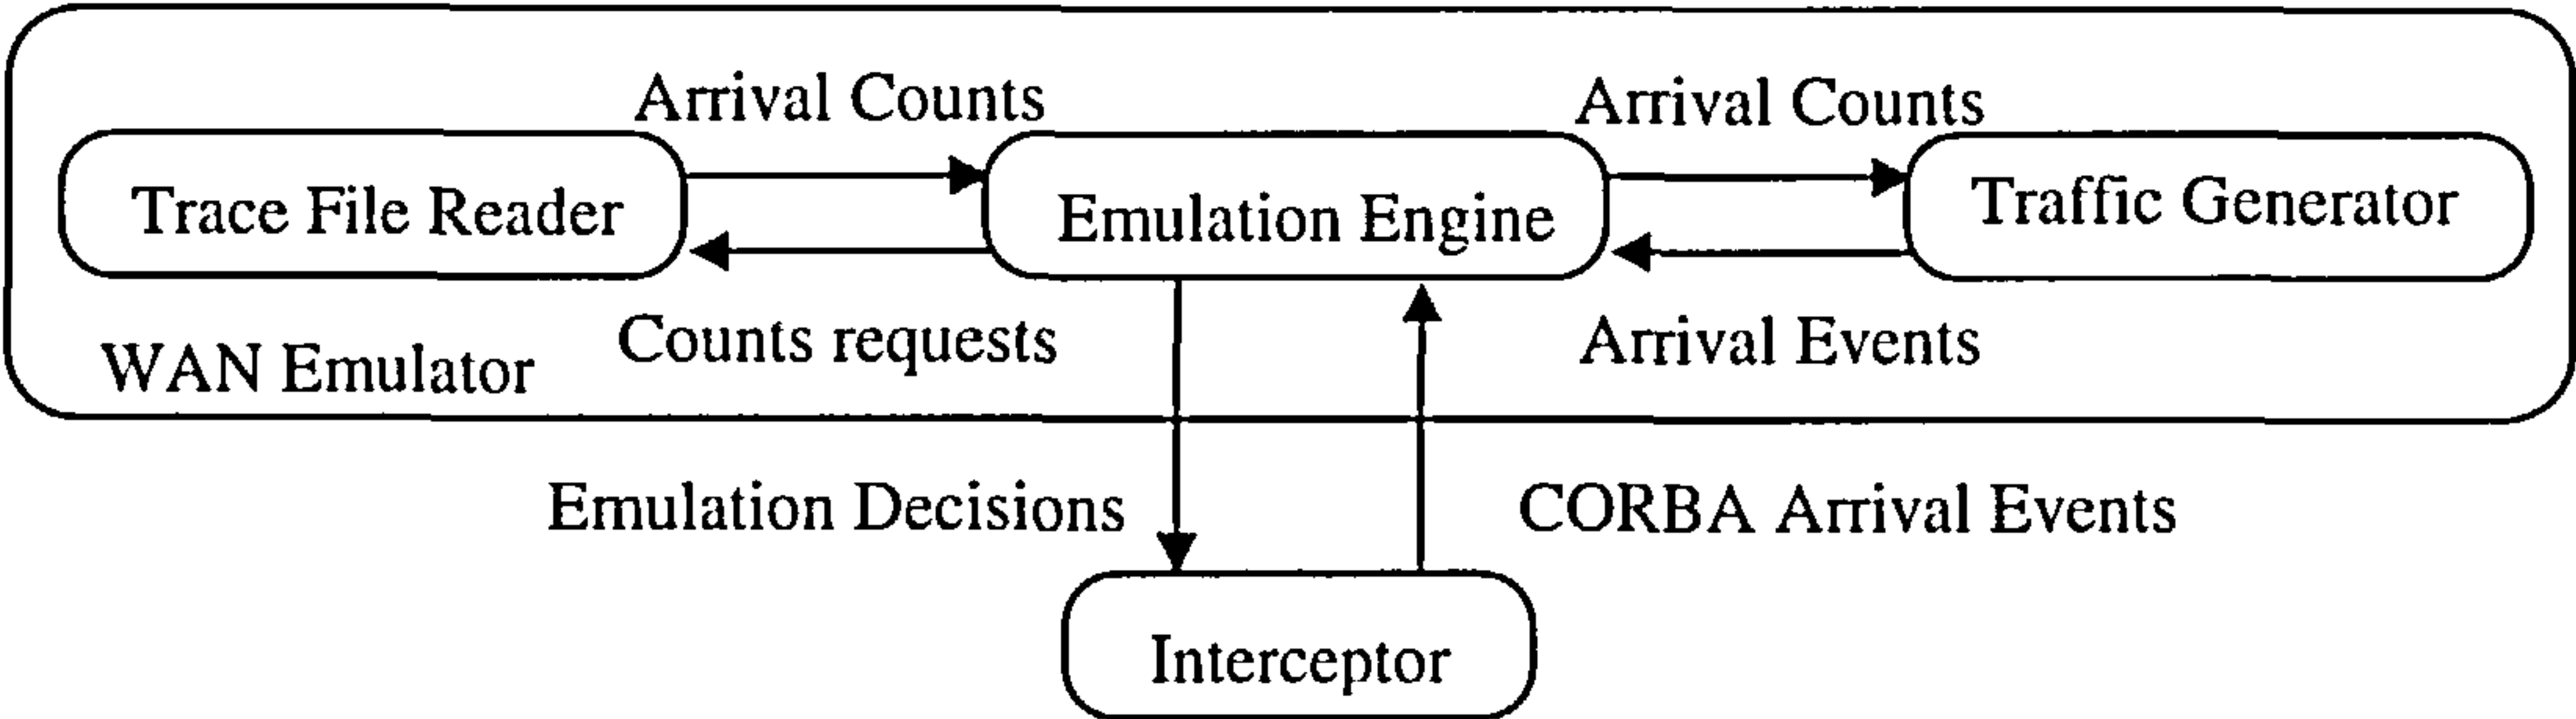 Arrival Counts
Arrival Counts
Trace File Reader
Emulation Engine
Traffic Generator
Counts requests
Arrival Events
WAN Emulator
Emulation Decisions
CORBA Arrival Events
Interceptor